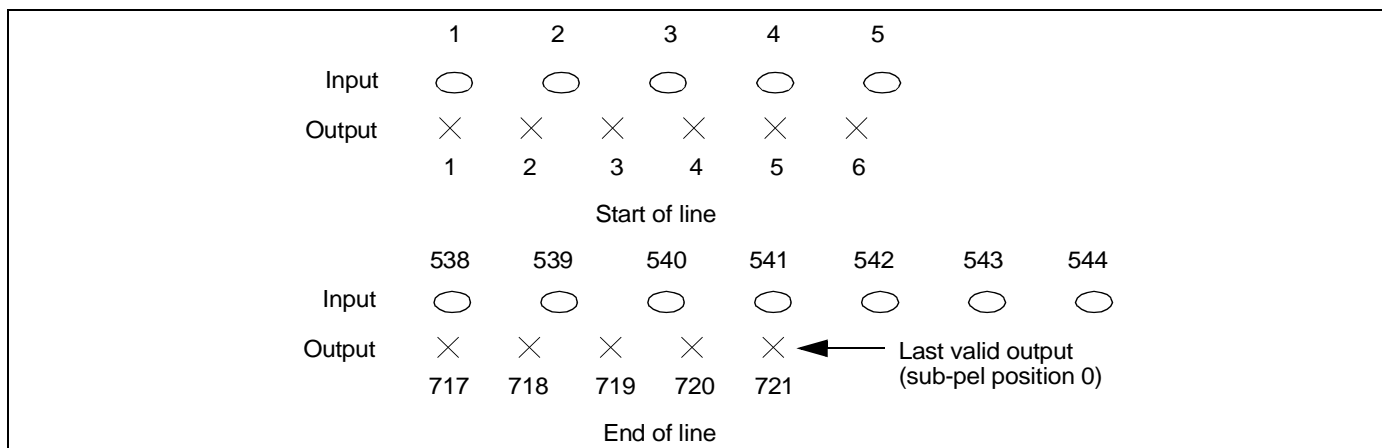 1 2 3 4 5
Input
Output
1 2 3 4 5 6
Start of line
538 539 540 541 542 543 544
Input
Output
Last valid output
(sub-pel position 0)
717 718 719 720 721
End of line